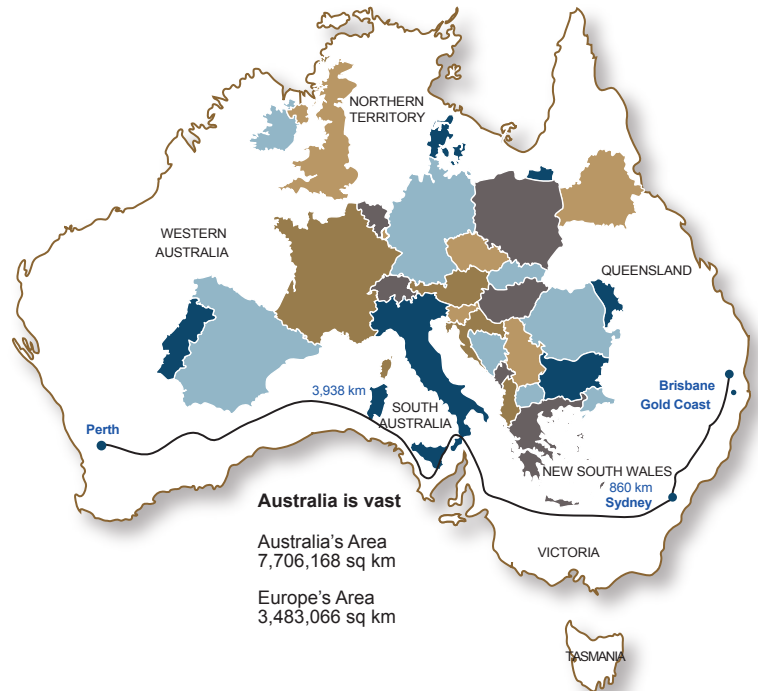 NORTHERN
TERRITORY
WESTERN
AUSTRALIA
QUEENSLAND
3,938 km
Brisbane
Gold Coast
SOUTH
AUSTRALIA
Perth
NEW SOUTH WALES
860 km
Sydney
Australia is vast
Australia's Area
7,706,168 sq km
VICTORIA
Europe's Area
3,483,066 sq km
TASMANIA